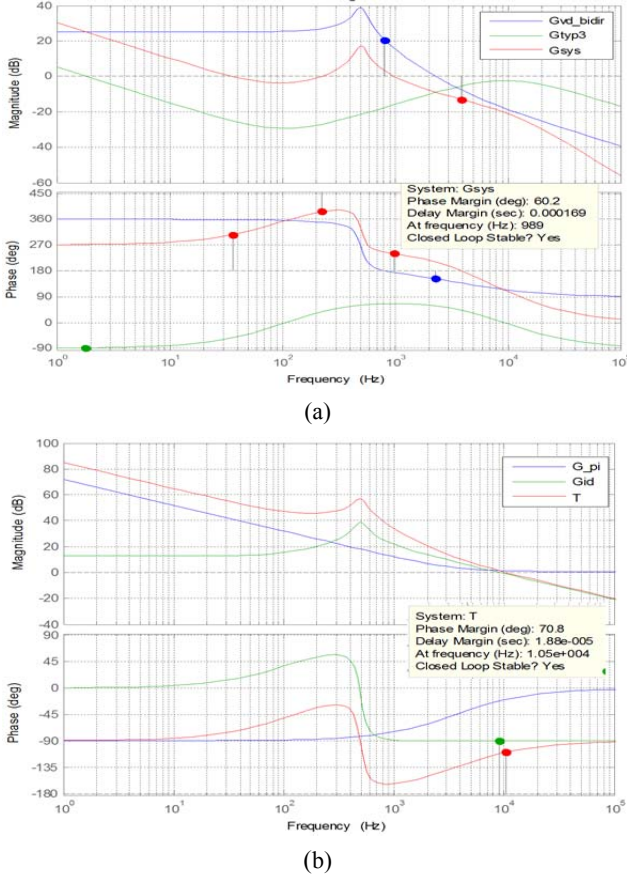 40
20
0
-20
-40
-60
Magnitude (dB)
Gvd_bidir
Gtyp3
Gsys
450
360
270
180
90
0
-90
Phase (deg)
System: Gsys
Phase Margin (deg): 60.2
Delay Margin (sec): 0.000169
At frequency (Hz): 989
Closed Loop Stable? Yes
10^0
10^1
10^2
10^3
10^4
10^5
Frequency (Hz)
(a)
100
80
60
40
20
0
-20
-40
Magnitude (dB)
G_pi
Gid
T
90
45
0
-45
-90
-135
-180
Phase (deg)
System: T
Phase Margin (deg): 70.8
Delay Margin (sec): 1.88e-005
At frequency (Hz): 1.05e+004
Closed Loop Stable? Yes
10^0
10^1
10^2
10^3
10^4
10^5
Frequency (Hz)
(b)